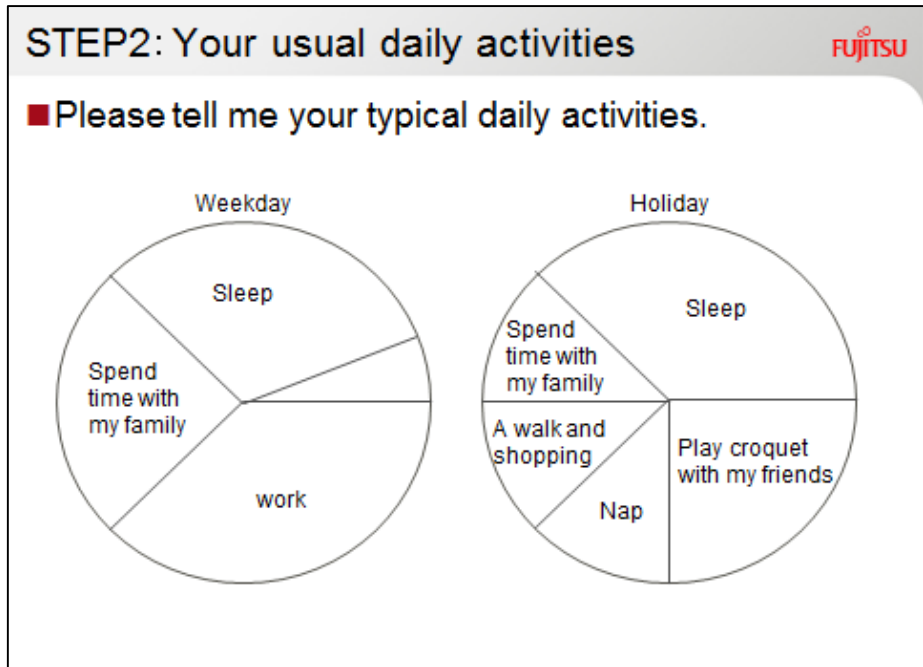 STEP2: Your usual daily activities
FUJITSU
Please tell me your typical daily activities.
Weekday
Sleep
Spend
time with
my family
work
Holiday
Sleep
Spend
time with
my family
A walk and
shopping
Nap
Play croquet
with my friends